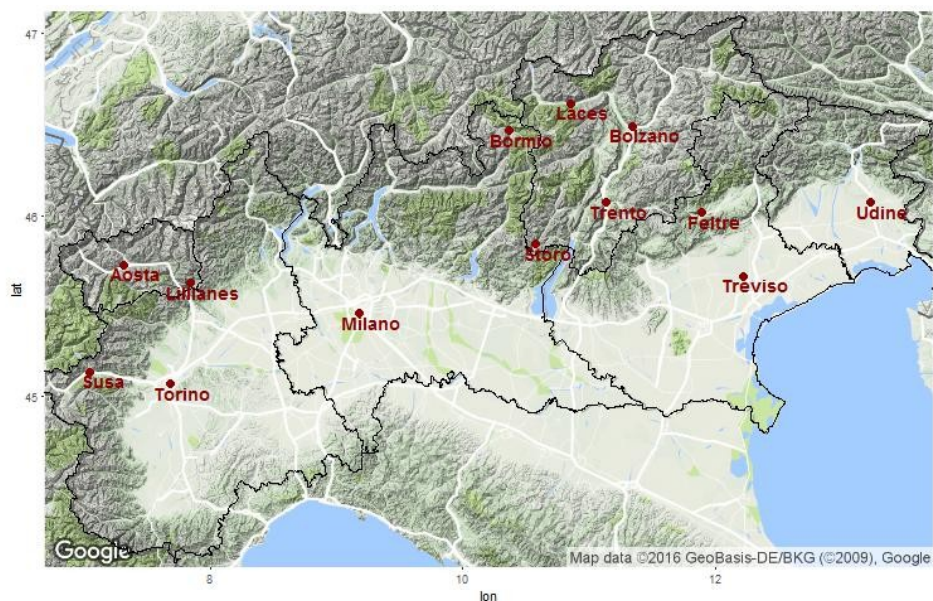 47
Laces
Bolzano
Bormio
46
Trento
Feltre
Udine
Storo
Aosta
Lillianes
Treviso
Milano
Susa
Torino
45
lat
Google
Map data ©2016 GeoBasis-DE/BKG (©2009), Google
8
10
12
lon